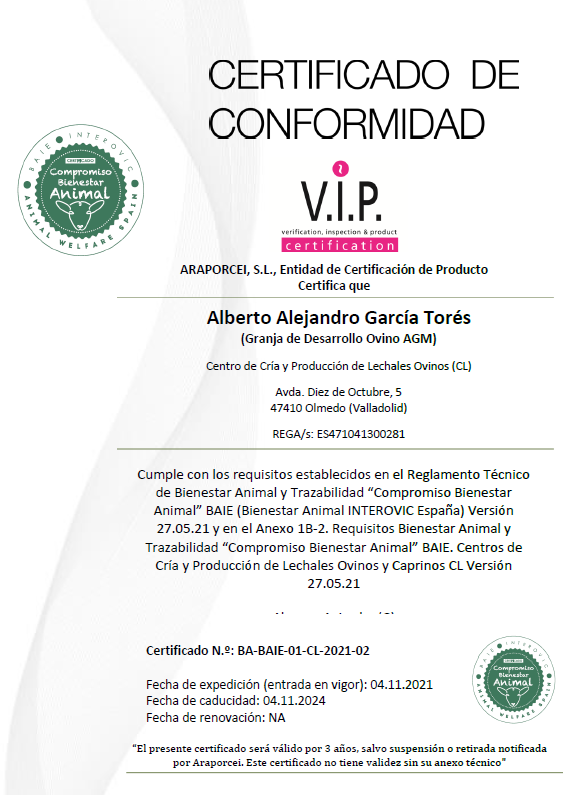 CERTIFICADO DE
CONFORMIDAD
BAIE INTEROVIC
CERTIFICADO
Compromiso
Bienestar
Animal
ANIMAL WELFARE SPAIN
V.i.P.
verification, inspection & product
certification
ARAPORCEI, S.L., Entidad de Certificación de Producto
Certifica que
Alberto Alejandro García Torés
(Granja de Desarrollo Ovino AGM)
Centro de Cría y Producción de Lechales Ovinos (CL)
Avda. Diez de Octubre, 5
47410 Olmedo (Valladolid)
REGA/s: ES471041300281
Cumple con los requisitos establecidos en el Reglamento Técnico
de Bienestar Animal y Trazabilidad “Compromiso Bienestar
Animal” BAIE (Bienestar Animal INTEROVIC España) Versión
27.05.21 y en el Anexo 1B-2. Requisitos Bienestar Animal y
Trazabilidad “Compromiso Bienestar Animal” BAIE. Centros de
Cría y Producción de Lechales Ovinos y Caprinos CL Versión
27.05.21
Certificado N.º: BA-BAIE-01-CL-2021-02
Fecha de expedición (entrada en vigor): 04.11.2021
Fecha de caducidad: 04.11.2024
Fecha de renovación: NA
BAIE INTEROVIC
CERTIFICADO
Compromiso
Bienestar
Animal
ANIMAL WELFARE SPAIN
“El presente certificado será válido por 3 años, salvo suspensión o retirada notificada
por Araporcei. Este certificado no tiene validez sin su anexo técnico”